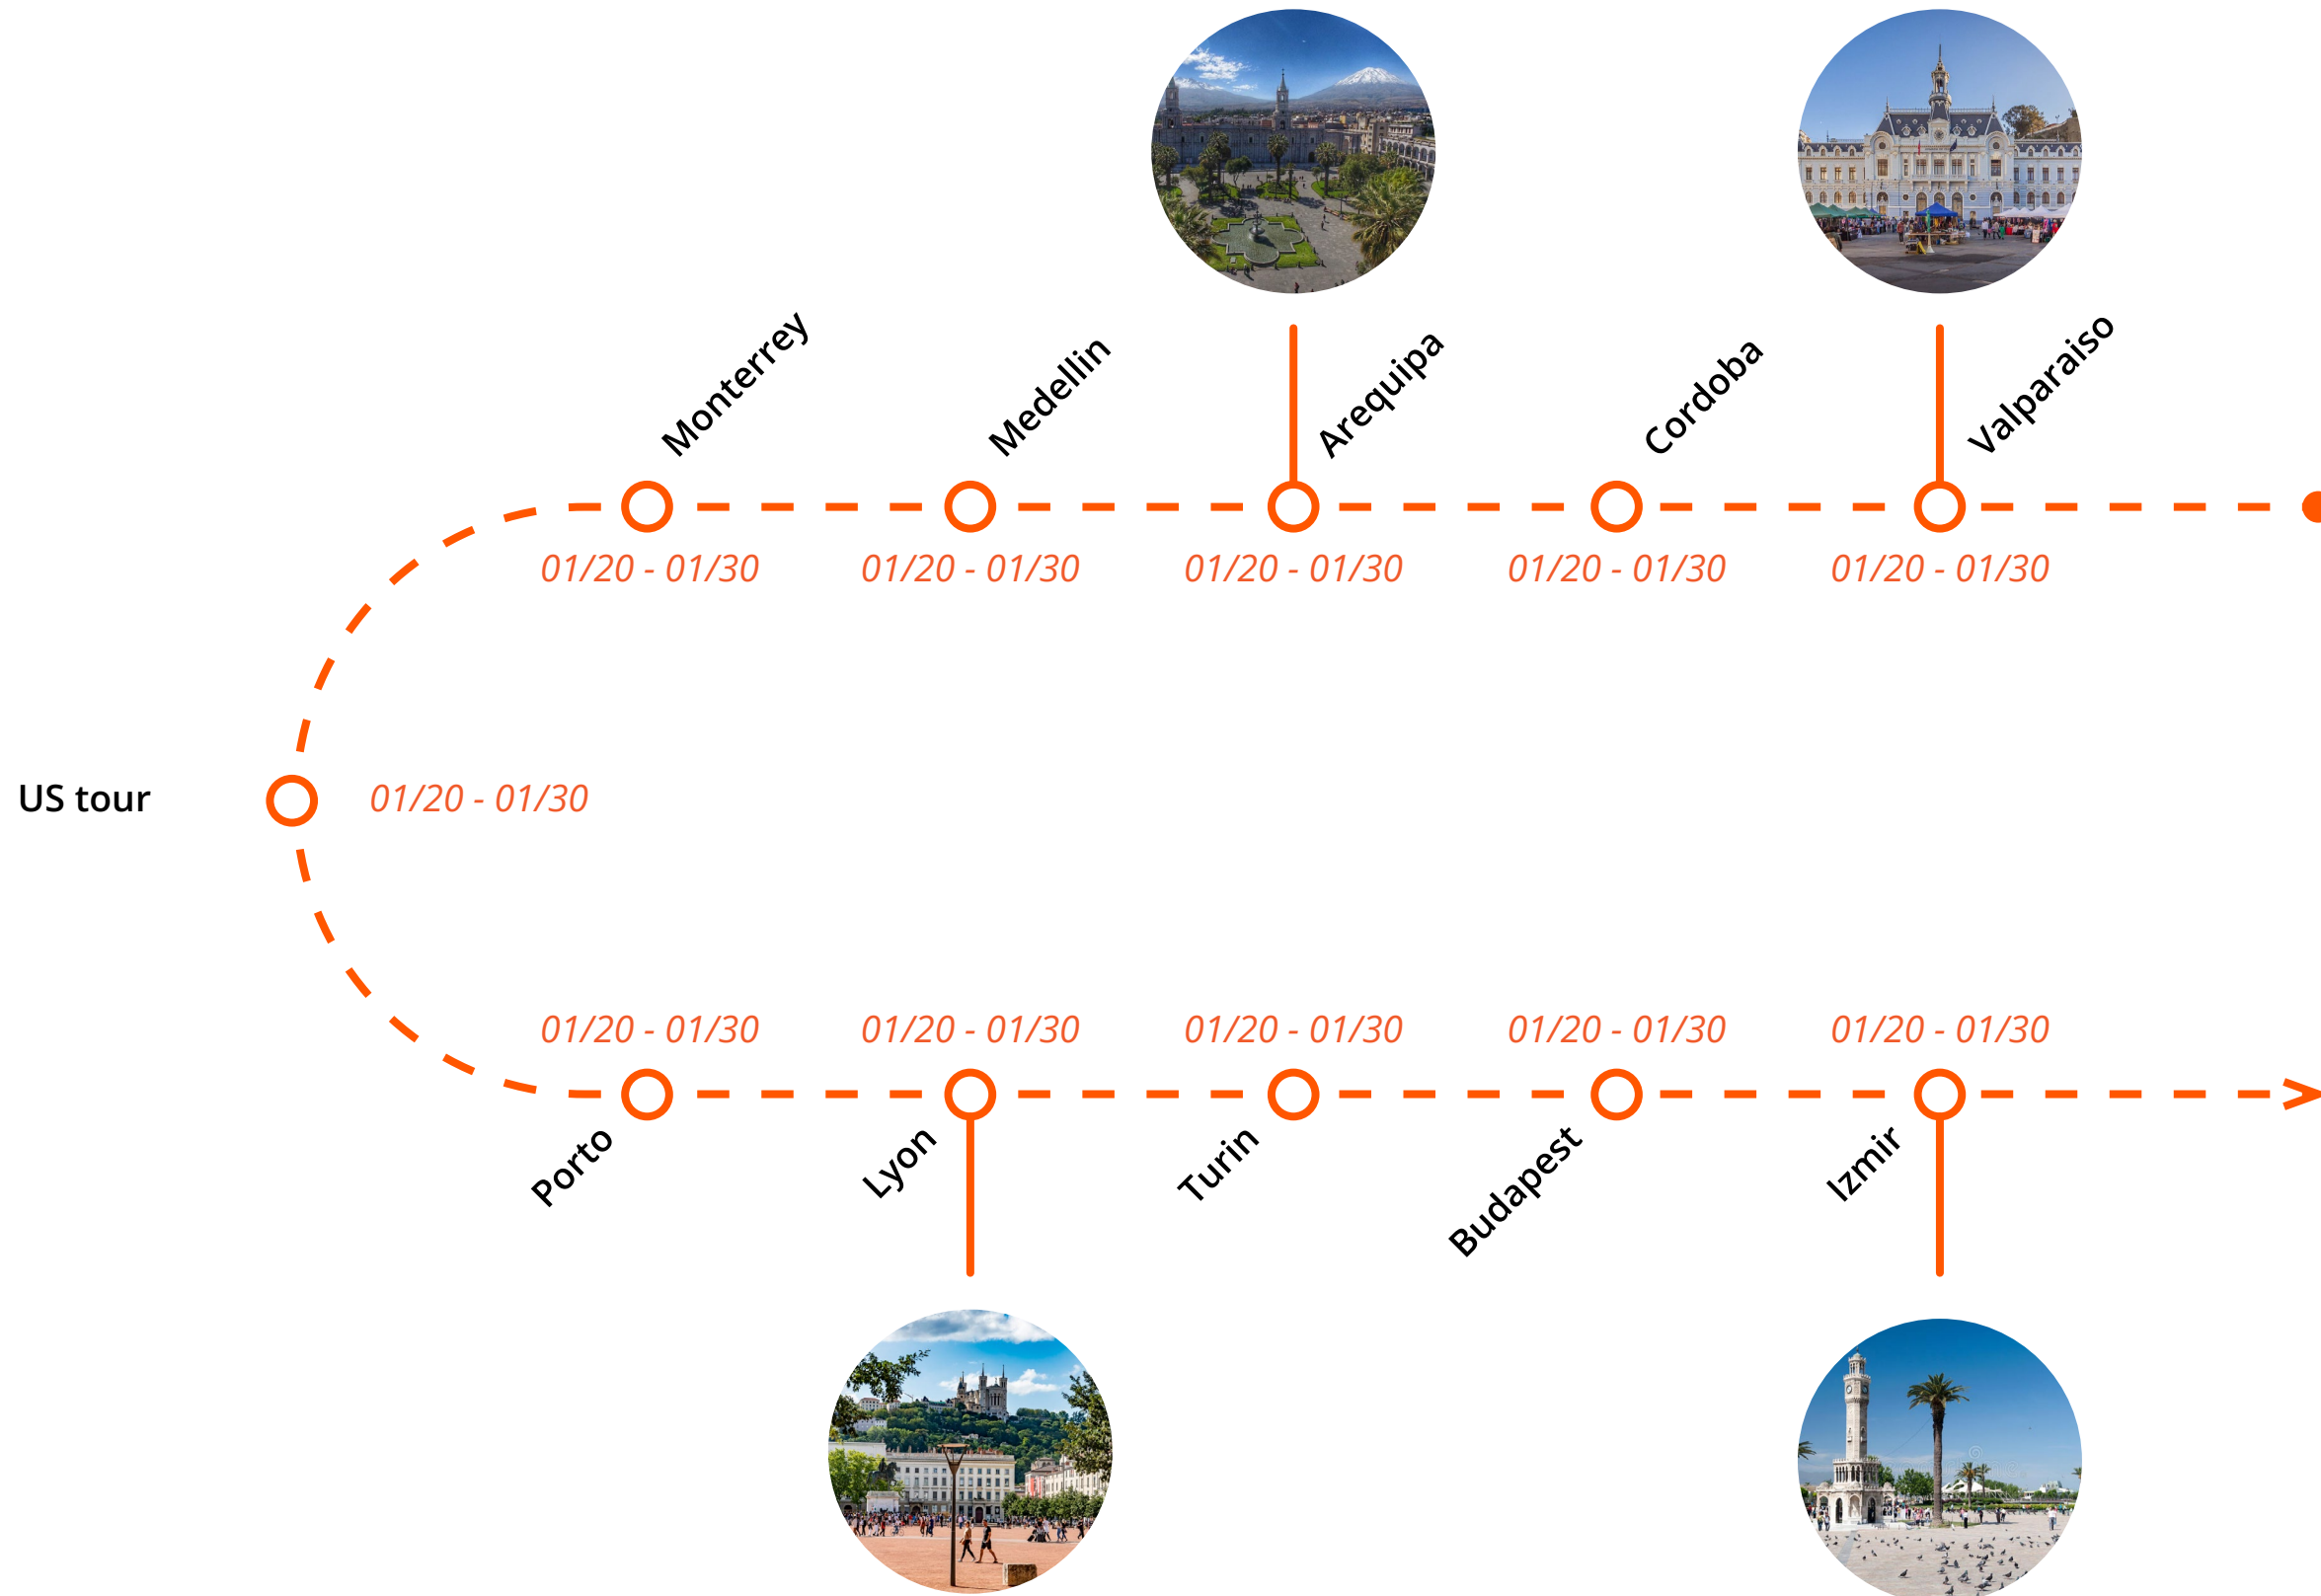 Monterrey
Medellin
Arequipa
Cordoba
Valparaiso
01/20 - 01/30
01/20 - 01/30
01/20 - 01/30
01/20 - 01/30
01/20 - 01/30
US tour
01/20 - 01/30
01/20 - 01/30
01/20 - 01/30
01/20 - 01/30
01/20 - 01/30
01/20 - 01/30
Porto
Lyon
Turin
Budapest
Izmir